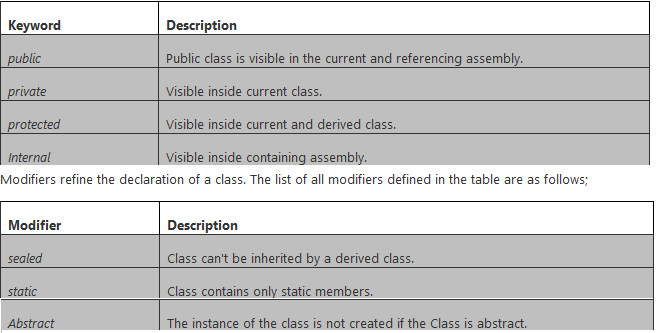 Keyword Description
public Public class is visible in the current and referencing assembly.
private Visible inside current class.
protected Visible inside current and derived class.
Internal Visible inside containing assembly.
Modifiers refine the declaration of a class. The list of all modifiers defined in the table are as follows;
Modifier Description
sealed Class can't be inherited by a derived class.
static Class contains only static members.
Abstract The instance of the class is not created if the Class is abstract.